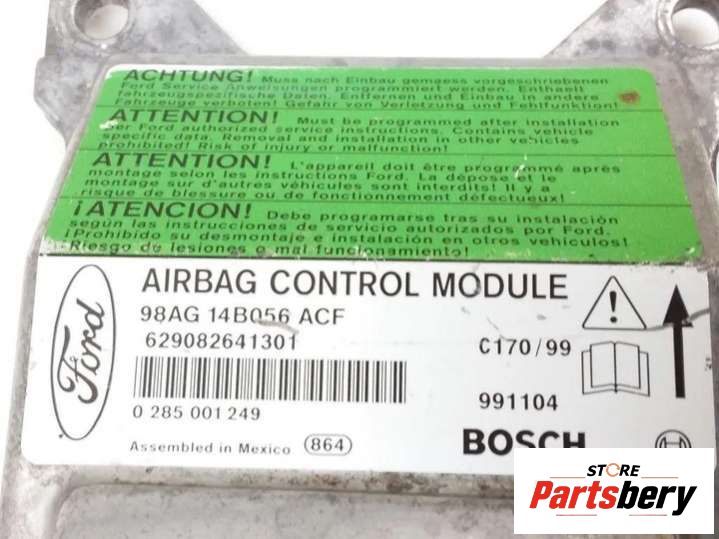 ACHTUNG! Muss nach Einbau gemaess vorgeschriebenen
Ford Service Anweisungen programmiert werden. Enthaelt
fahrzeugspezifische Daten. Entfernen und Einbau in andere
Fahrzeuge verboten! Gefahr von Verletzung und Fehlfunktion!
ATTENTION! Must be programmed after installation
per Ford authorized service instructions. Contains vehicle
specific data. Removal and installation in other vehicles
prohibited! Risk of injury or malfunction!
ATTENTION! L'appareil doit être programmé après
montage selon les instructions Ford. La dépose et le
montage sur d'autres véhicules sont interdits! Il y a
risque de blessure ou de fonctionnement défectueux!
¡ATENCION! Debe programarse tras su instalación
según las instrucciones de servicio autorizados por Ford.
¡Prohibido su desmontaje e instalación en otros vehículos!
Riesgo de lesiones o mal funcionamiento!
Ford
AIRBAG CONTROL MODULE
98AG 14B056 ACF
629082641301
C170/99
0 285 001 249
991104
Assembled in Mexico 864
BOSCH
STORE
Partsbery